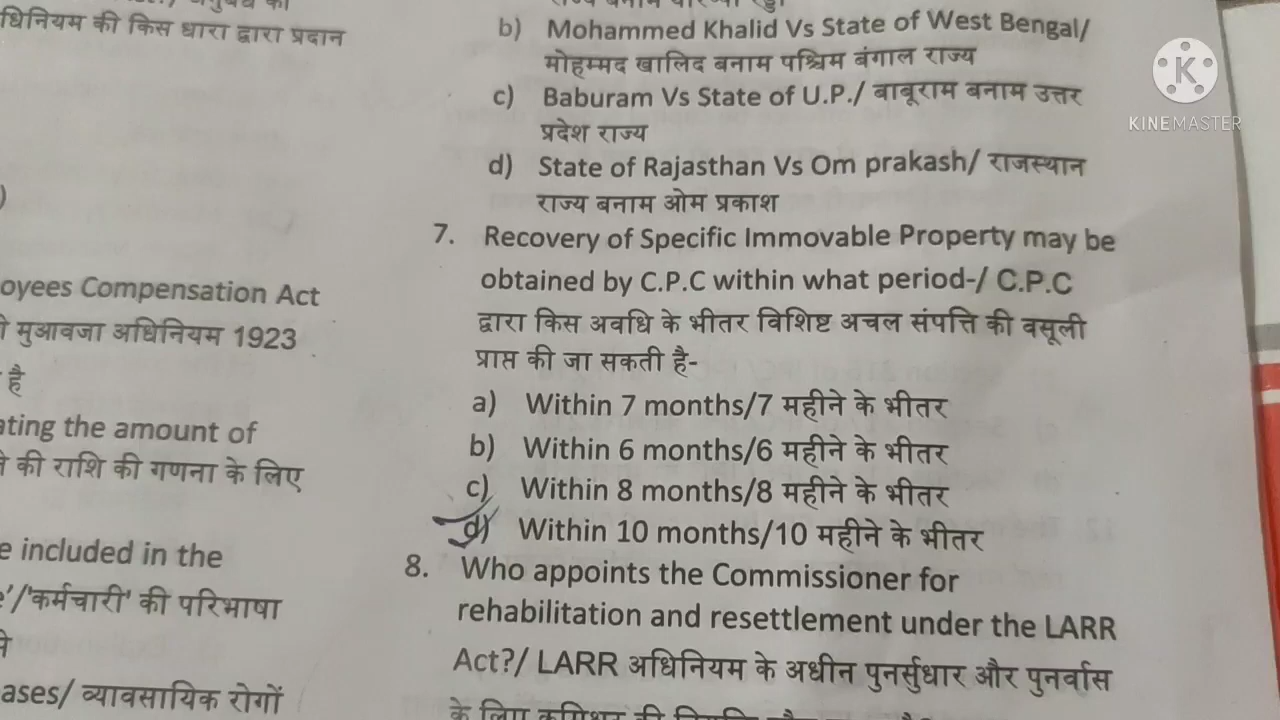 धिनियम की किस धारा द्वारा प्रदान
)
oyees Compensation Act
मुआवजा अधिनियम 1923
है
ating the amount of
की राशि की गणना के लिए
e included in the
'/'कर्मचारी' की परिभाषा
ases/ व्यावसायिक रोगों
b) Mohammed Khalid Vs State of West Bengal/
मोहम्मद खालिद बनाम पश्चिम बंगाल राज्य
c) Baburam Vs State of U.P./ बाबूराम बनाम उत्तर
प्रदेश राज्य
d) State of Rajasthan Vs Om prakash/ राजस्थान
राज्य बनाम ओम प्रकाश
7. Recovery of Specific Immovable Property may be
obtained by C.P.C within what period-/ C.P.C
द्वारा किस अवधि के भीतर विशिष्ट अचल संपत्ति की वसूली
प्राप्त की जा सकती है-
a) Within 7 months/7 महीने के भीतर
b) Within 6 months/6 महीने के भीतर
c) Within 8 months/8 महीने के भीतर
d) Within 10 months/10 महीने के भीतर
8. Who appoints the Commissioner for
rehabilitation and resettlement under the LARR
Act?/ LARR अधिनियम के अधीन पुनर्सुधार और पुनर्वास
के लिए
K
KINEMASTER